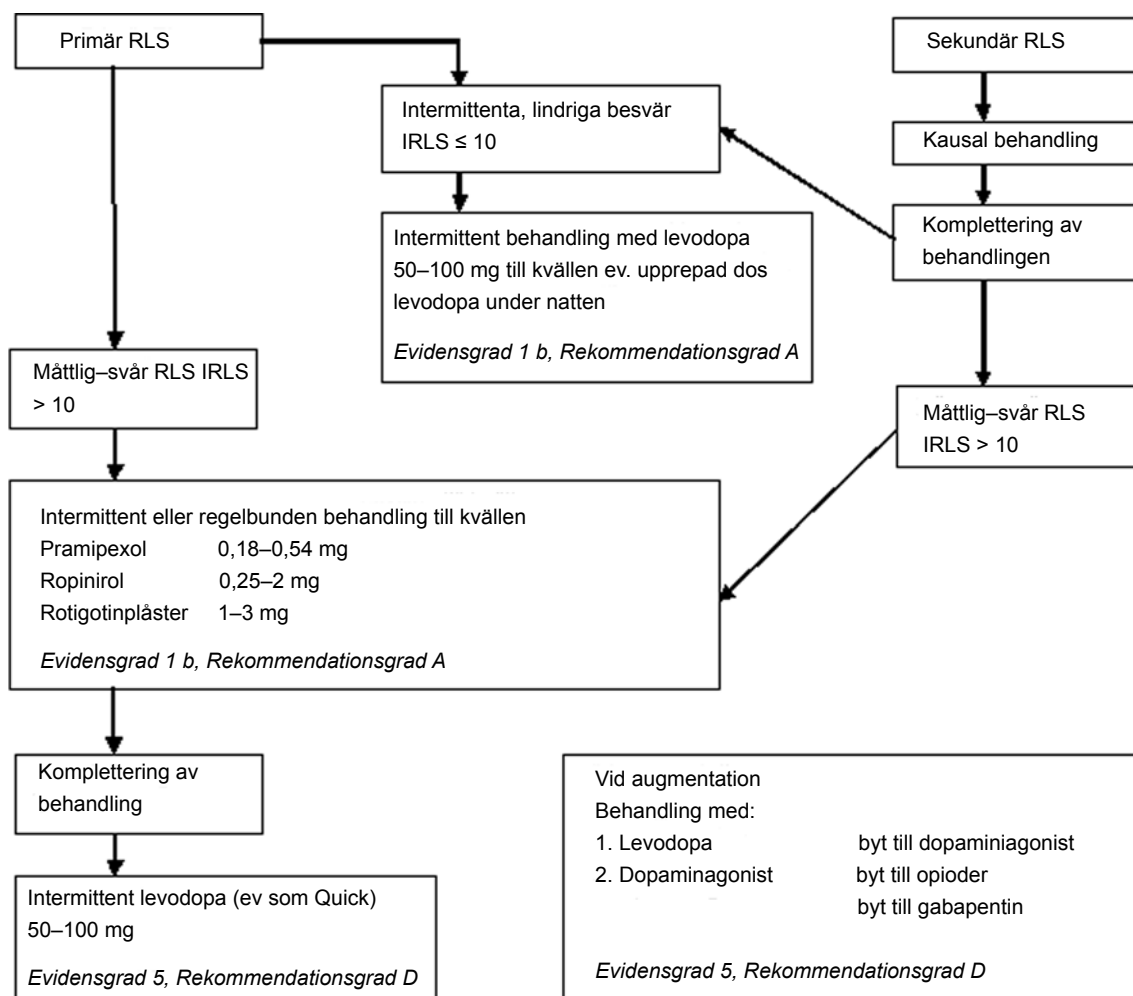 Primär RLS
Sekundär RLS
Intermittenta, lindriga besvär
IRLS ≤ 10
Kausal behandling
Intermittent behandling med levodopa
50–100 mg till kvällen ev. upprepad dos
levodopa under natten
Evidensgrad 1 b, Rekommendationsgrad A
Komplettering av
behandlingen
Måttlig–svår RLS IRLS
> 10
Måttlig–svår RLS
IRLS > 10
Intermittent eller regelbunden behandling till kvällen
Pramipexol 0,18–0,54 mg
Ropinirol 0,25–2 mg
Rotigotinplåster 1–3 mg
Evidensgrad 1 b, Rekommendationsgrad A
Komplettering av
behandling
Intermittent levodopa (ev som Quick)
50–100 mg
Evidensgrad 5, Rekommendationsgrad D
Vid augmentation
Behandling med:
1. Levodopa byt till dopaminiagonist
2. Dopaminagonist byt till opioder
byt till gabapentin
Evidensgrad 5, Rekommendationsgrad D